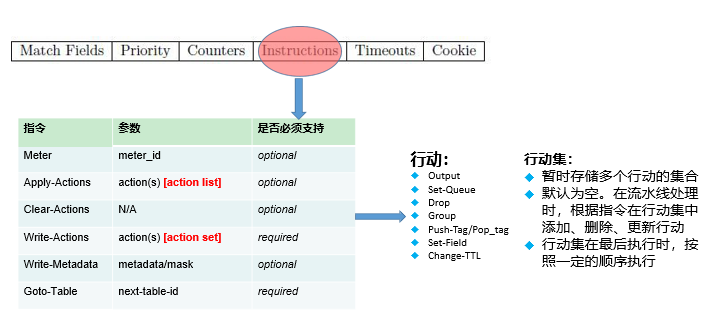 Match Fields Priority Counters Instructions Timeouts Cookie
指令 参数 是否必须支持
Meter meter_id optional
Apply-Actions action(s) [action list] optional
Clear-Actions N/A optional
Write-Actions action(s) [action set] required
Write-Metadata metadata/mask optional
Goto-Table next-table-id required
行动：
Output
Set-Queue
Drop
Group
Push-Tag/Pop_tag
Set-Field
Change-TTL
行动集：
暂时存储多个行动的集合
默认为空。在流水线处理
时，根据指令在行动集中
添加、删除、更新行动
行动集在最后执行时，按
照一定的顺序执行